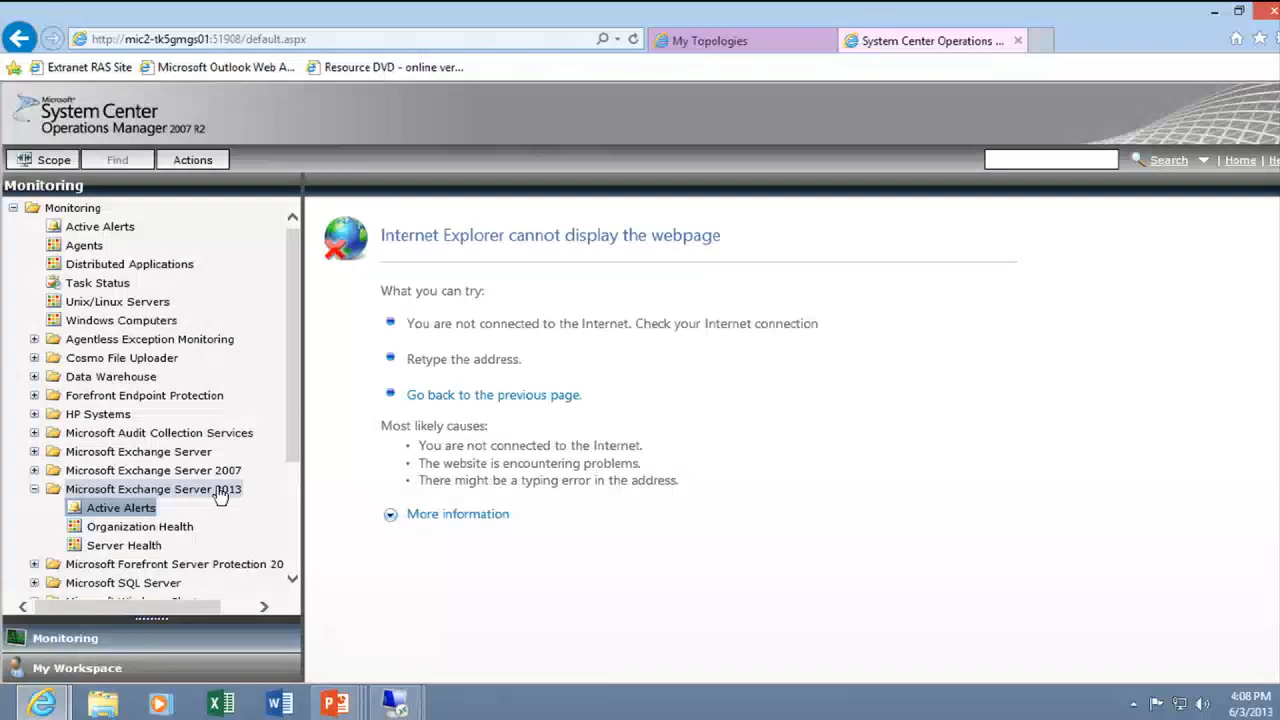 http://mic2-tk5gmgs01:51908/default.aspx
My Topologies
System Center Operations ...
Extranet RAS Site
Microsoft Outlook Web A...
Resource DVD - online ver...
Microsoft
System Center
Operations Manager 2007 R2
Scope
Find
Actions
Search
| Home |
Monitoring
Monitoring
Active Alerts
Agents
Distributed Applications
Task Status
Unix/Linux Servers
Windows Computers
Agentless Exception Monitoring
Cosmo File Uploader
Data Warehouse
Forefront Endpoint Protection
HP Systems
Microsoft Audit Collection Services
Microsoft Exchange Server
Microsoft Exchange Server 2007
Microsoft Exchange Server 2013
Active Alerts
Organization Health
Server Health
Microsoft Forefront Server Protection 20
Microsoft SQL Server
Monitoring
My Workspace
Internet Explorer cannot display the webpage
What you can try:
You are not connected to the Internet. Check your Internet connection
Retype the address.
Go back to the previous page.
Most likely causes:
• You are not connected to the Internet.
• The website is encountering problems.
• There might be a typing error in the address.
More information
4:08 PM
6/3/2013